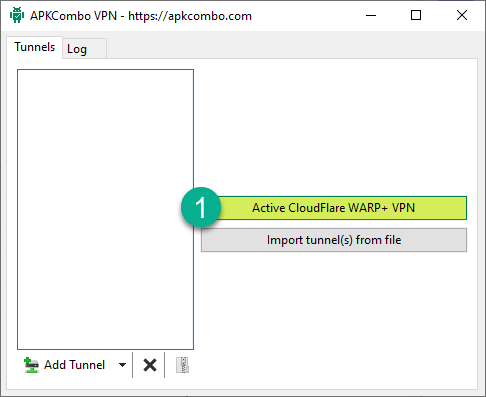 APKCombo VPN - https://apkcombo.com
Tunnels
Log
1
Active CloudFlare WARP+ VPN
Import tunnel(s) from file
Add Tunnel